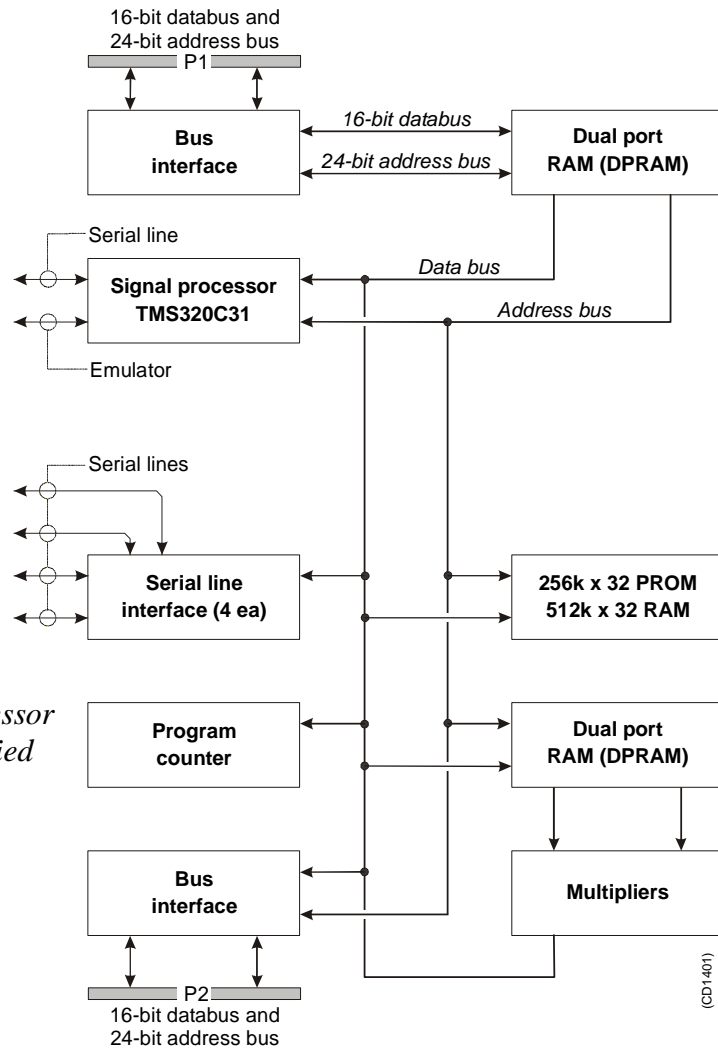 16-bit databus and
24-bit address bus
P1
Bus
interface
16-bit databus
24-bit address bus
Dual port
RAM (DPRAM)
Serial line
Signal processor
TMS320C31
Data bus
Address bus
Emulator
Serial lines
Serial line
interface (4 ea)
256k x 32 PROM
512k x 32 RAM
ssor
ied
Program
counter
Dual port
RAM (DPRAM)
Bus
interface
Multipliers
P2
16-bit databus and
24-bit address bus
(CD1401)